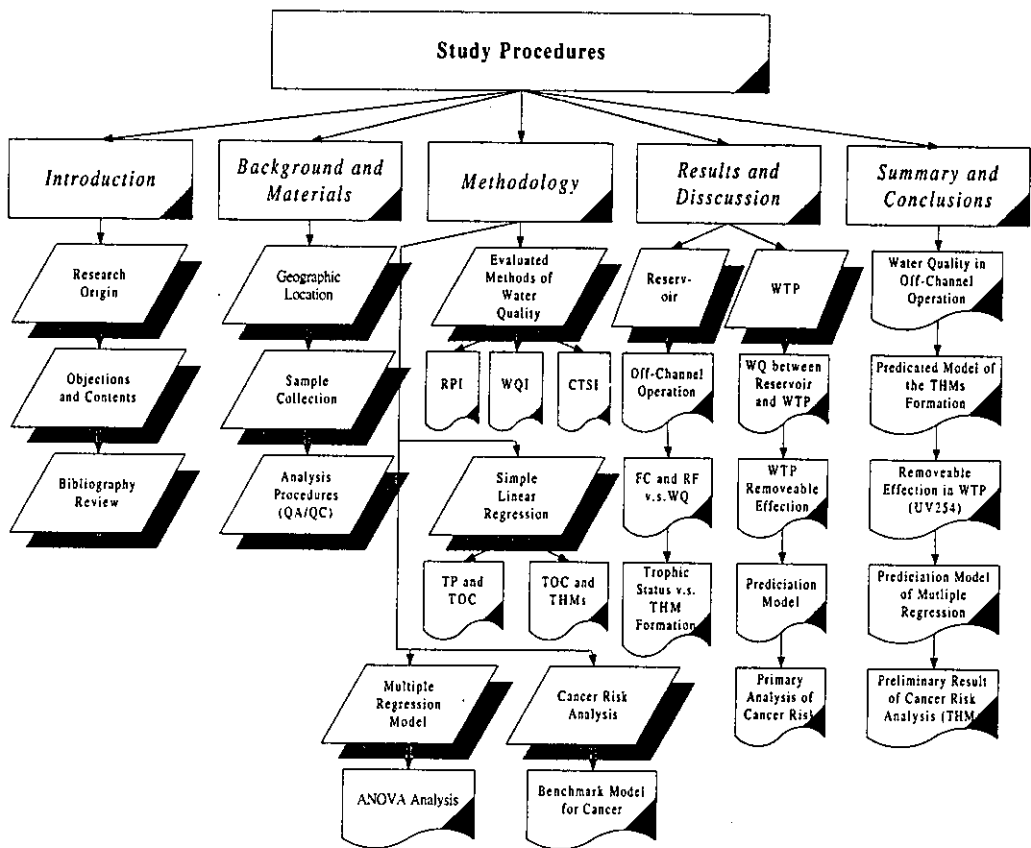 Study Procedures
Introduction
Background and
Materials
Methodology
Results and
Disscussion
Summary and
Conclusions
Research
Origin
Objections
and Contents
Bibliography
Review
Geographic
Location
Sample
Collection
Analysis
Procedures
(QA/QC)
Evaluated
Methods of
Water
Quality
RPI
WQI
CTSI
Simple
Linear
Regression
TP and
TOC
TOC and
THMs
Multiple
Regression
Model
ANOVA Analysis
Cancer Risk
Analysis
Benchmark Model
for Cancer
Reserv-
oir
Off-Channel
Operation
FC and RF
v.s.WQ
Trophic
Status v.s.
THM
Formation
WTP
WQ between
Reservoir
and WTP
WTP
Removeable
Effection
Prediciation
Model
Primary
Analysis of
Cancer Risk
Water Quality in
Off-Channel
Operation
Predicated Model of
the THMs
Formation
Removeable
Effection in WTP
(UV254)
Prediciation Model
of Mutliple
Regression
Preliminary Result
of Cancer Risk
Analysis (THM